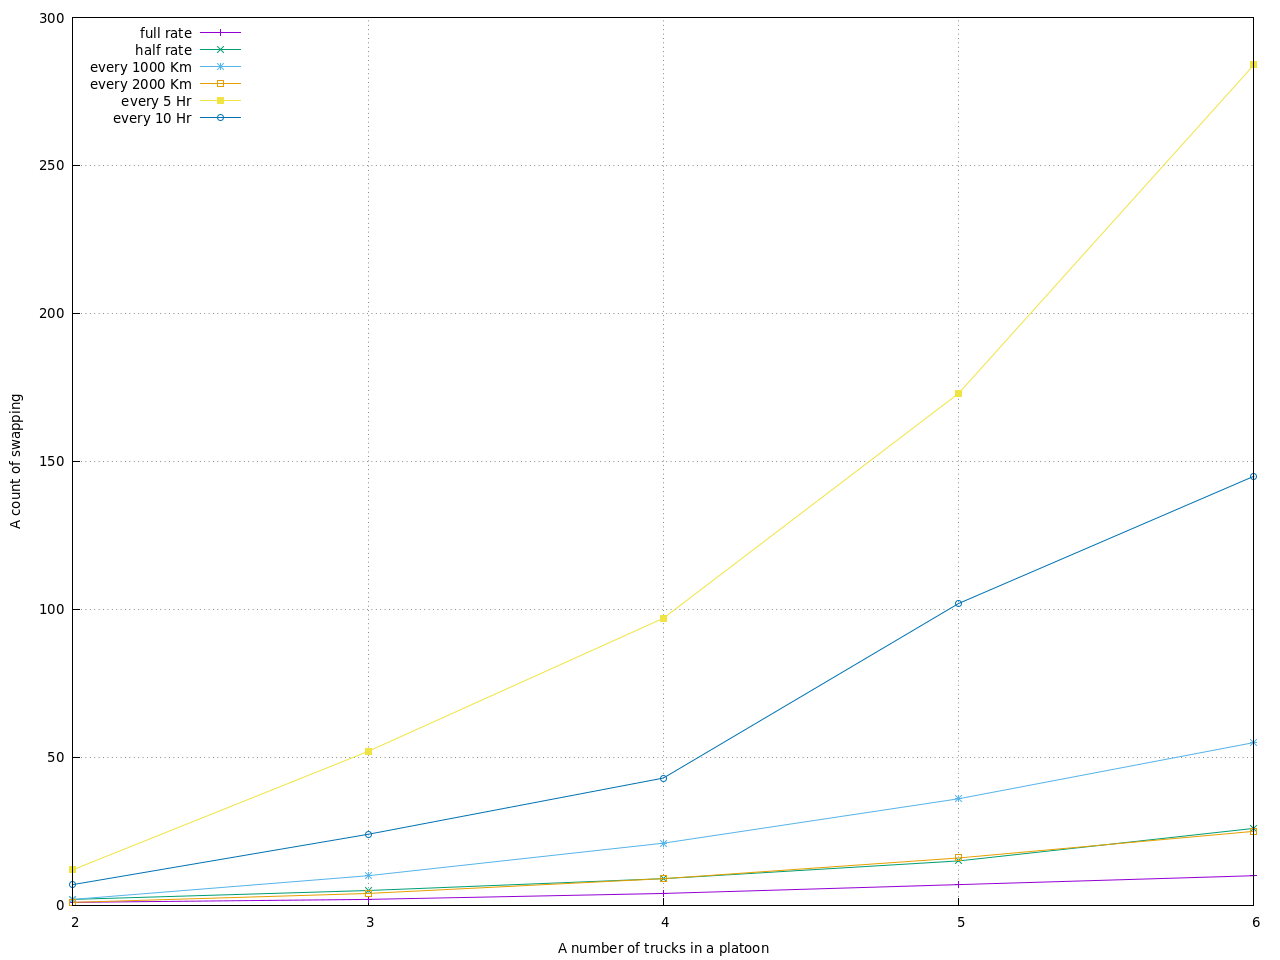 300
250
200
150
100
50
0
full rate
half rate
every 1000 Km
every 2000 Km
every 5 Hr
every 10 Hr
A count of swapping
2 3 4 5 6
A number of trucks in a platoon